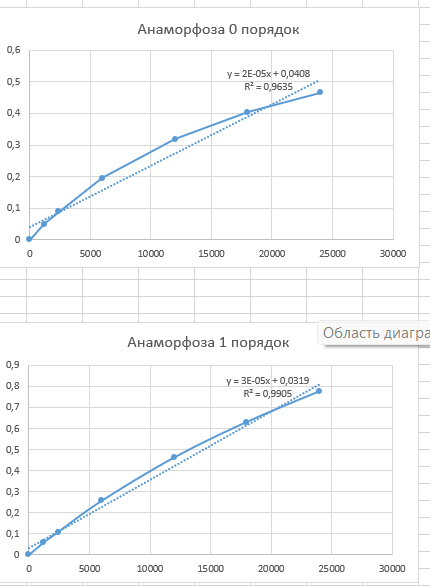 Анаморфоза 0 порядок
0,6
0,5
y = 2E-05x + 0,0408
R² = 0,9635
0,4
0,3
0,2
0,1
0
0 5000 10000 15000 20000 25000 30000
Область диагра
Анаморфоза 1 порядок
0,9
0,8
y = 3E-05x + 0,0319
R² = 0,9905
0,7
0,6
0,5
0,4
0,3
0,2
0,1
0
0 5000 10000 15000 20000 25000 30000